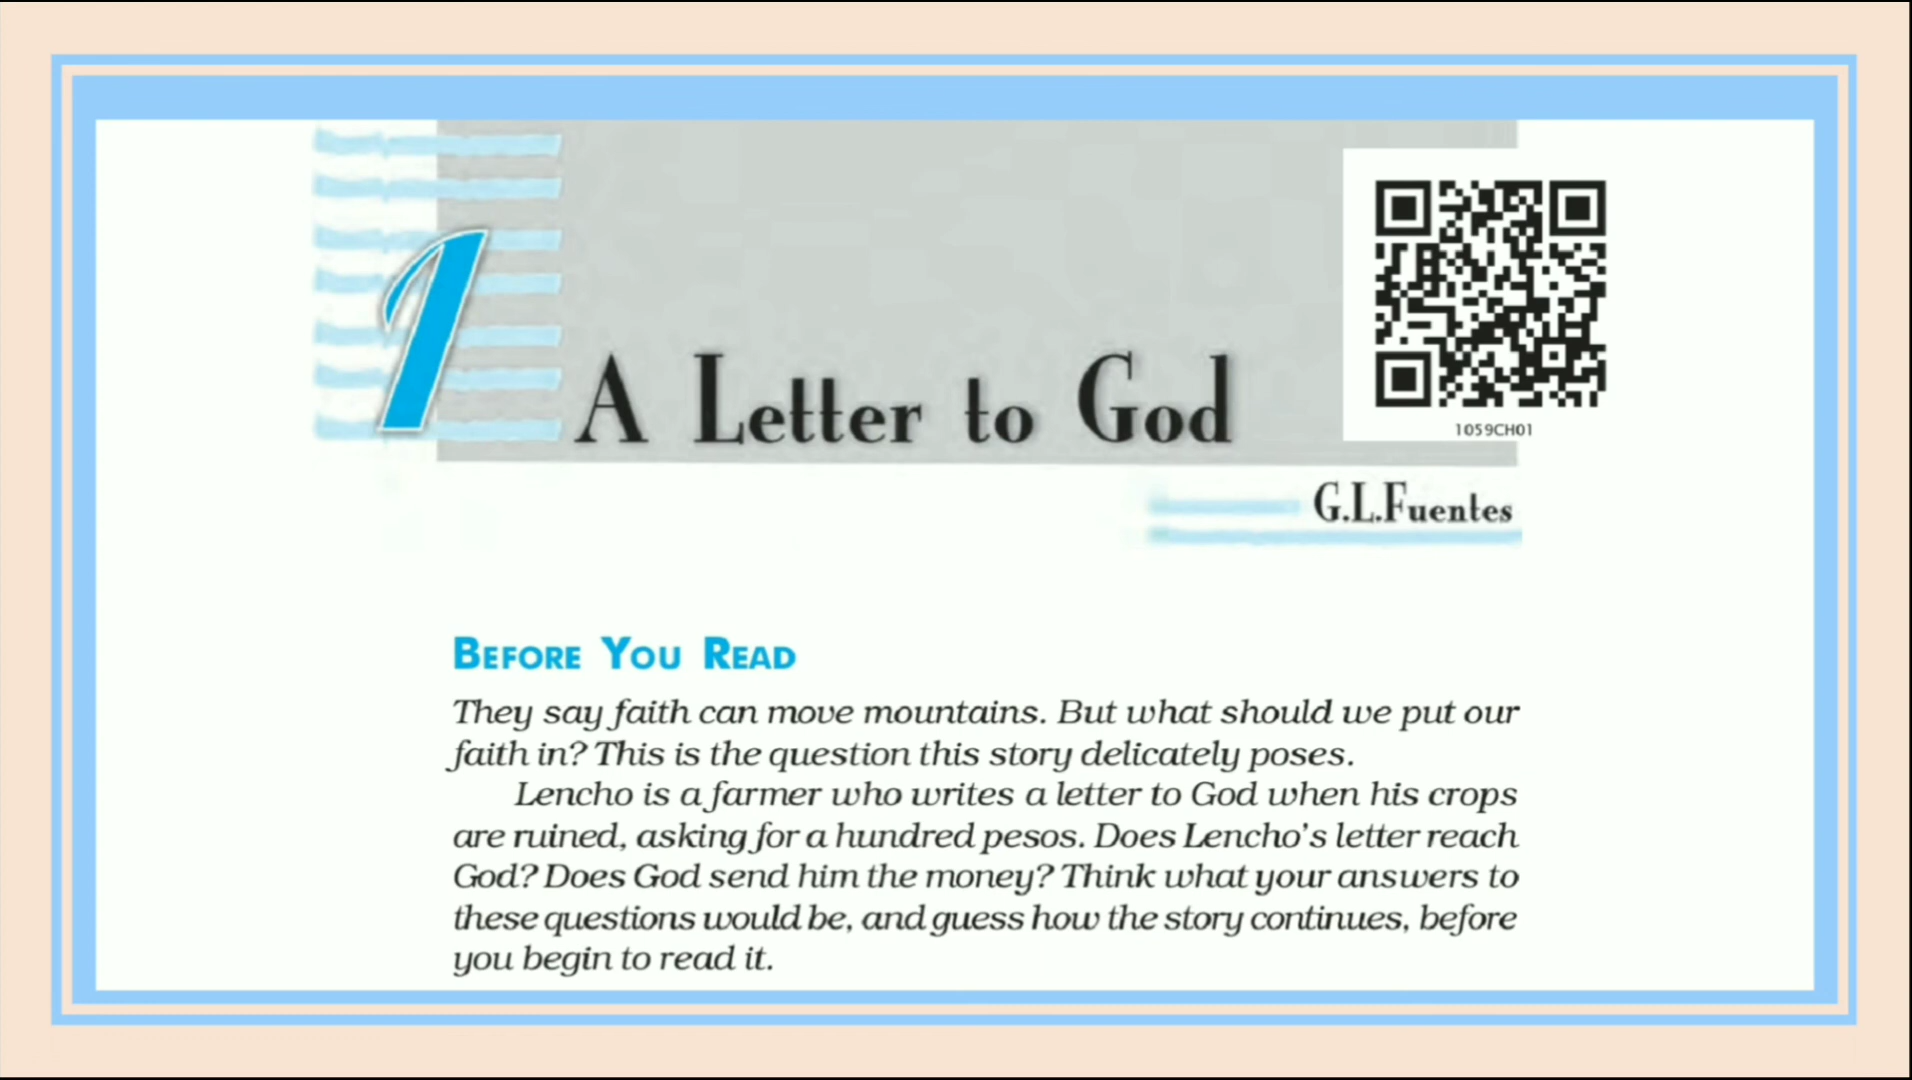 1
A Letter to God
1059CH01
G.L.Fuentes
BEFORE YOU READ
They say faith can move mountains. But what should we put our
faith in? This is the question this story delicately poses.
Lencho is a farmer who writes a letter to God when his crops
are ruined, asking for a hundred pesos. Does Lencho's letter reach
God? Does God send him the money? Think what your answers to
these questions would be, and guess how the story continues, before
you begin to read it.